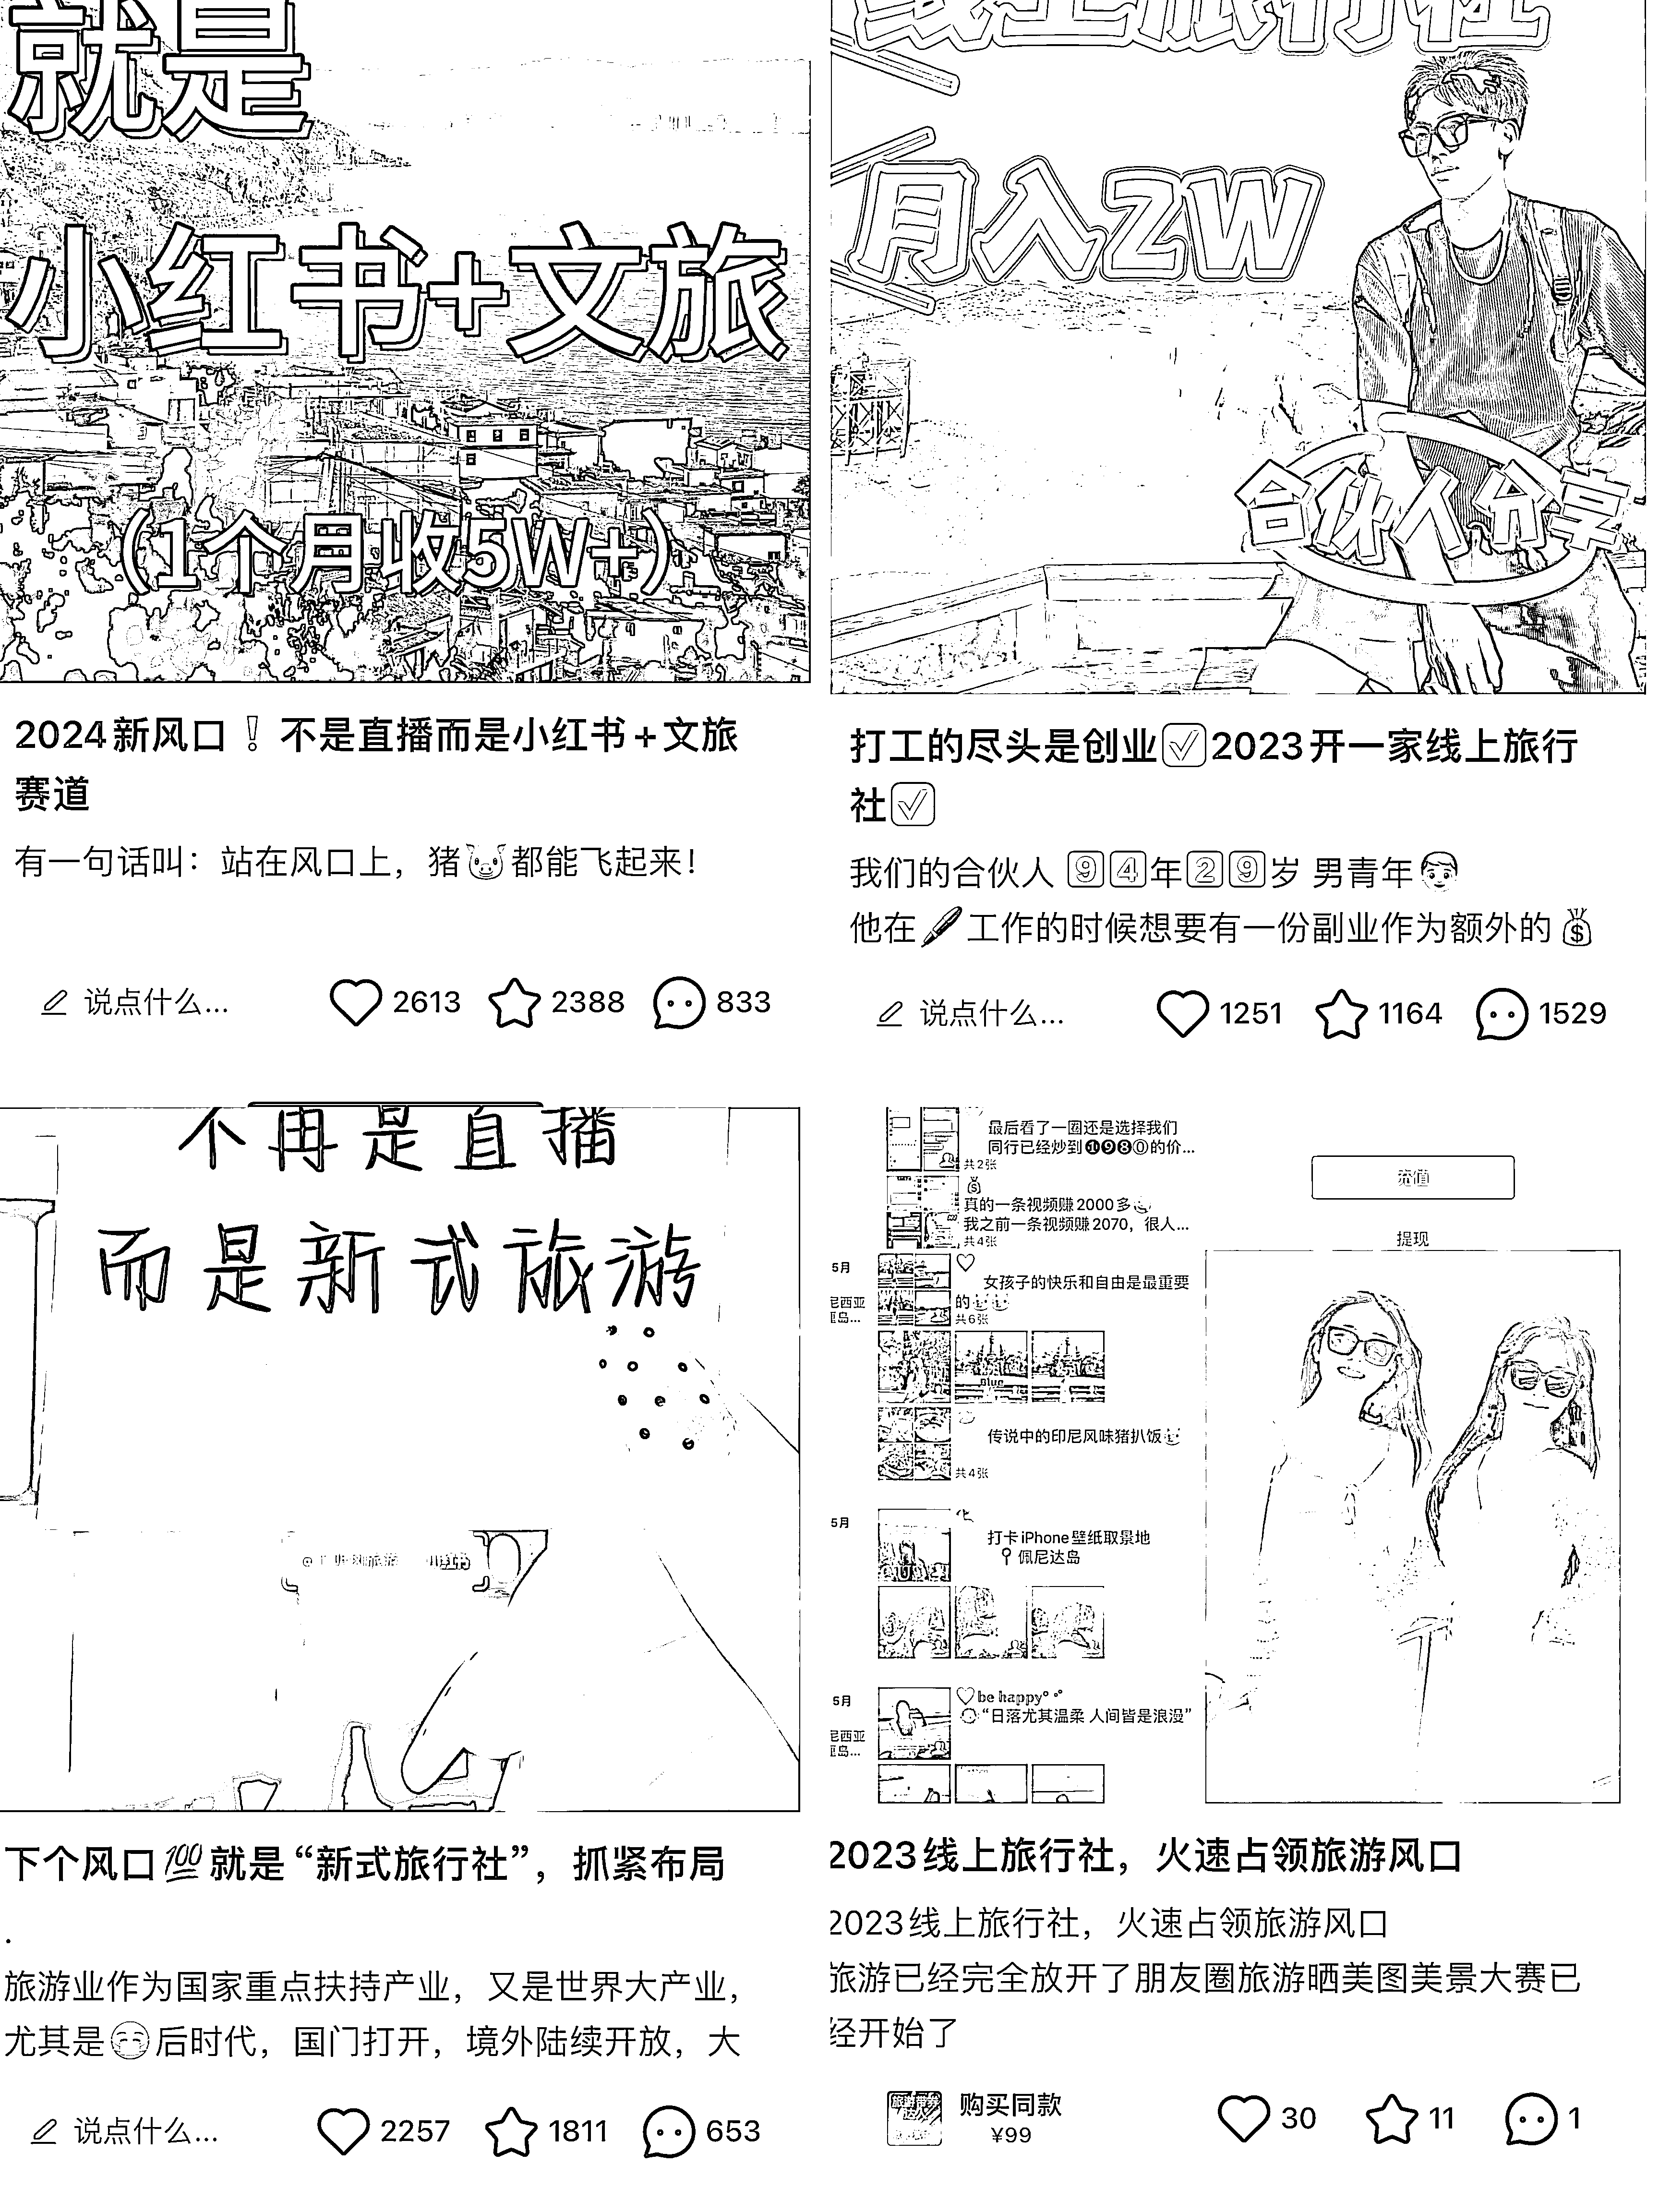 就是
小红书+文旅
(1个月收5W+)
2024新风口❗不是直播而是小红书+文旅
赛道
有一句话叫：站在风口上，猪🐷都能飞起来！
说点什么... 2613 2388 833
线上旅行社
月入2W
合伙人分享
打工的尽头是创业✅2023开一家线上旅行
社✅
我们的合伙人 9️⃣4️⃣年2️⃣9️⃣岁 男青年👦
他在🖊工作的时候想要有一份副业作为额外的💰
说点什么... 1251 1164 1529
不再是直播
而是新式旅游
小红书
下个风口💯就是“新式旅行社”，抓紧布局
.
旅游业作为国家重点扶持产业，又是世界大产业，
尤其是😷后时代，国门打开，境外陆续开放，大
说点什么... 2257 1811 653
最后看了一圈还是选择我们
同行已经炒到❶❾❽⓪的价...
共2张
💰
真的一条视频赚2000多
我之前一条视频赚2070，很人...
共4张
5月
女孩子的快乐和自由是最重要
尼西亚
的
共6张
传说中的印尼风味猪扒饭
共4张
5月
打卡iPhone壁纸取景地
📍佩尼达岛
5月
♡be happy
“日落尤其温柔 人间皆是浪漫”
尼西亚
充值
提现
2023线上旅行社，火速占领旅游风口
2023线上旅行社，火速占领旅游风口
旅游已经完全放开了朋友圈旅游晒美图美景大赛已
经开始了
购买同款
¥99
30 11 1